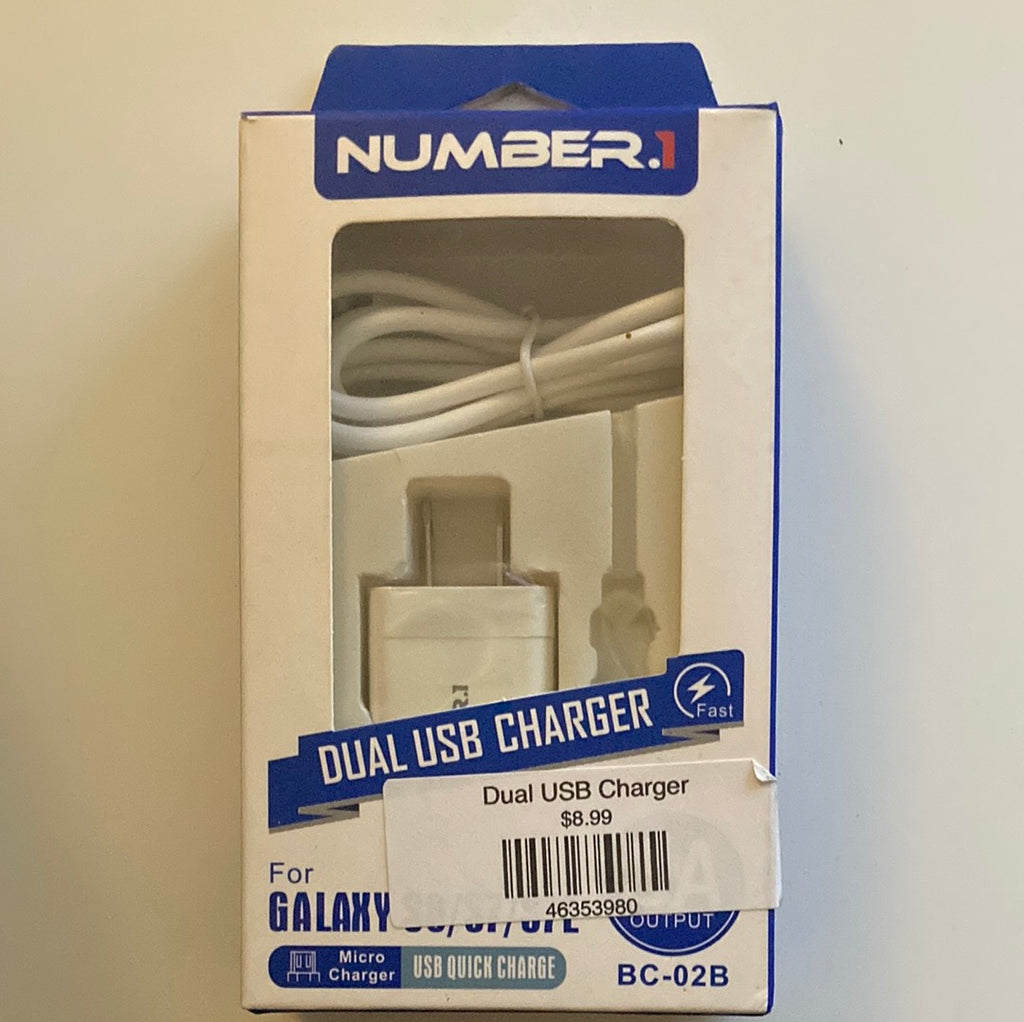 NUMBER.1
R.1
DUAL USB CHARGER
Fast
Dual USB Charger
$8.99
46353980
For
GALAXY
OUTPUT
Micro
Charger
USB QUICK CHARGE
BC-02B